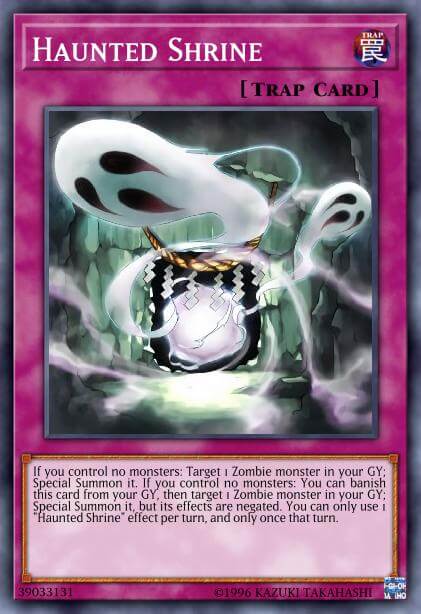 Haunted Shrine
TRAP
罠
[Trap Card]
If you control no monsters: Target 1 Zombie monster in your GY;
Special Summon it. If you control no monsters: You can banish
this card from your GY, then target 1 Zombie monster in your GY;
Special Summon it, but its effects are negated. You can only use 1
"Haunted Shrine" effect per turn, and only once that turn.
39033131
©1996 KAZUKI TAKAHASHI